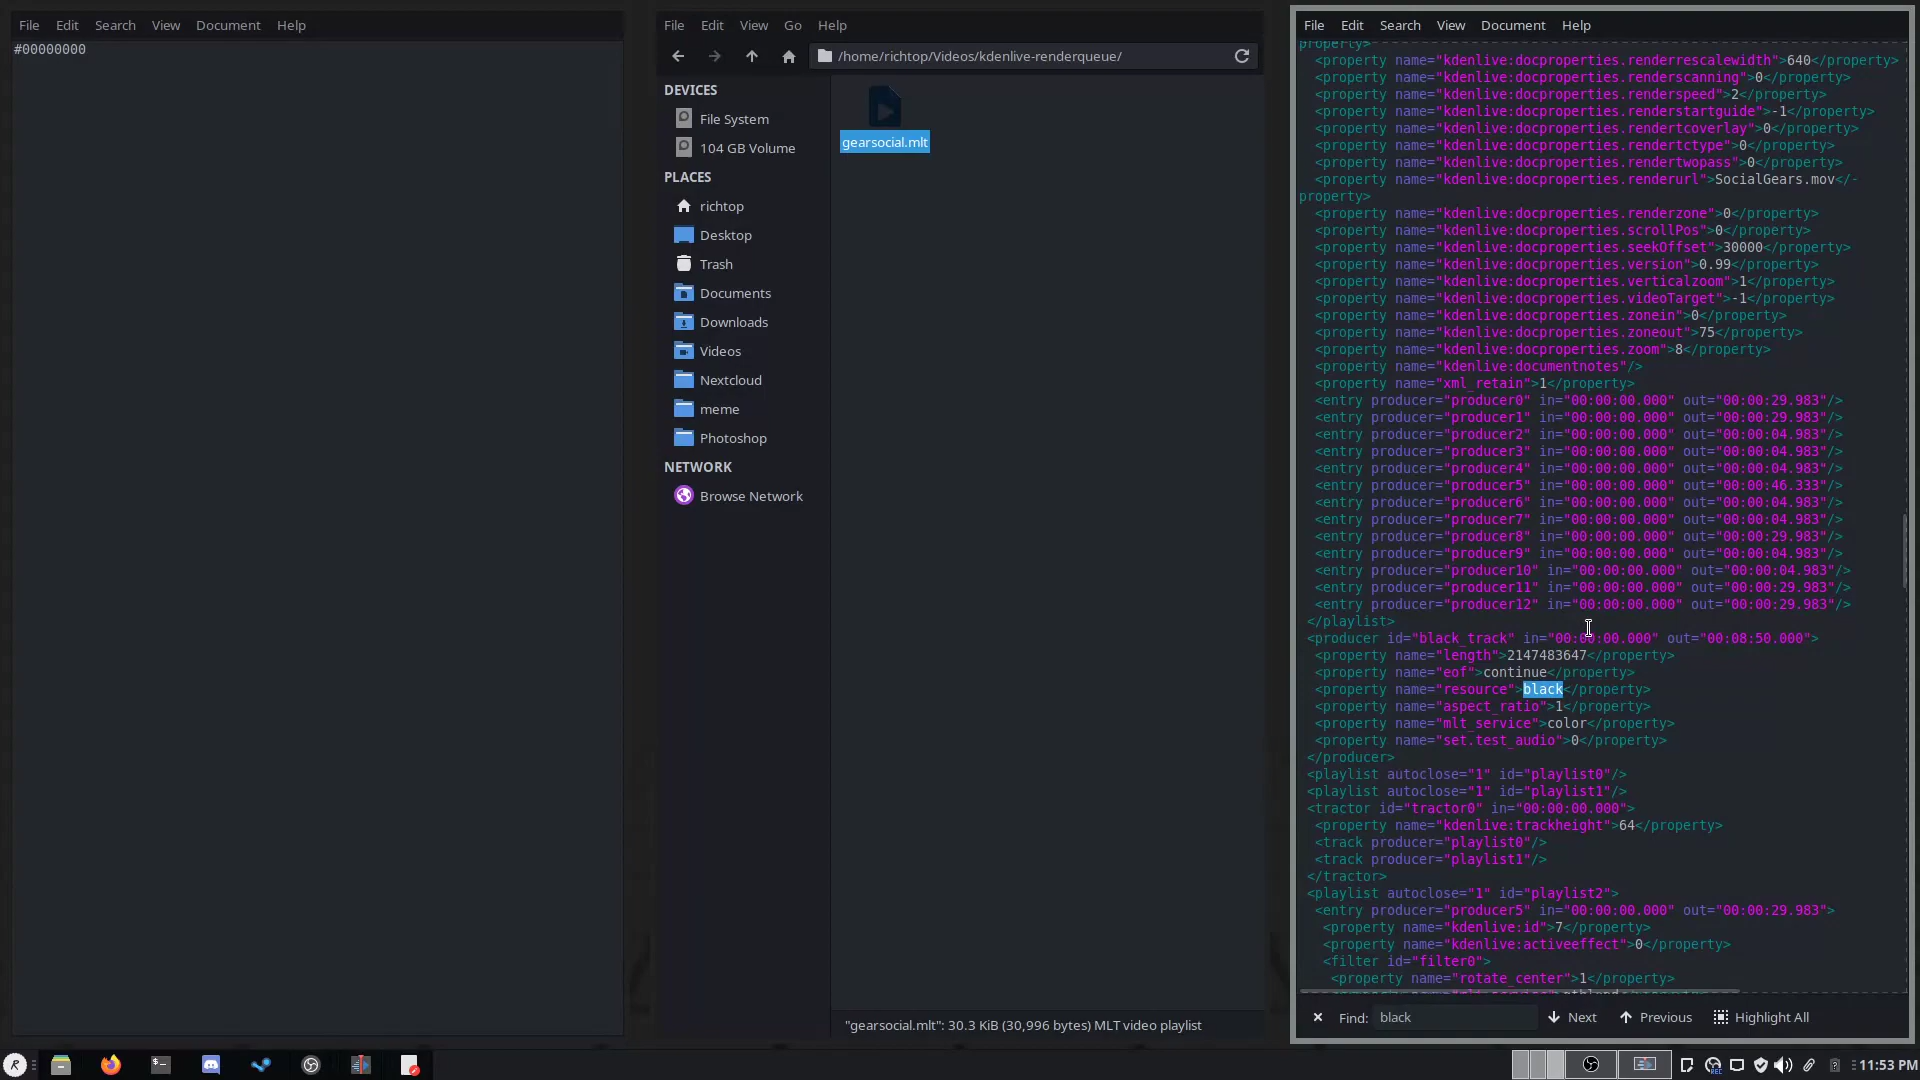 File Edit Search View Document Help
#00000000
File Edit View Go Help
/home/richtop/Videos/kdenlive-renderqueue/
DEVICES
File System
104 GB Volume
PLACES
richtop
Desktop
Trash
Documents
Downloads
Videos
Nextcloud
meme
Photoshop
NETWORK
Browse Network
gearsocial.mlt
"gearsocial.mlt": 30.3 KiB (30,996 bytes) MLT video playlist
File Edit Search View Document Help
property>
<property name="kdenlive:docproperties.renderrescalewidth">640</property>
<property name="kdenlive:docproperties.renderscanning">0</property>
<property name="kdenlive:docproperties.renderspeed">2</property>
<property name="kdenlive:docproperties.renderstartguide">-1</property>
<property name="kdenlive:docproperties.rendertcoverlay">0</property>
<property name="kdenlive:docproperties.rendertctype">0</property>
<property name="kdenlive:docproperties.rendertwopass">0</property>
<property name="kdenlive:docproperties.renderurl">SocialGears.mov</-
property>
<property name="kdenlive:docproperties.renderzone">0</property>
<property name="kdenlive:docproperties.scrollPos">0</property>
<property name="kdenlive:docproperties.seekOffset">30000</property>
<property name="kdenlive:docproperties.version">0.99</property>
<property name="kdenlive:docproperties.verticalzoom">1</property>
<property name="kdenlive:docproperties.videoTarget">-1</property>
<property name="kdenlive:docproperties.zonein">0</property>
<property name="kdenlive:docproperties.zoneout">75</property>
<property name="kdenlive:docproperties.zoom">8</property>
<property name="kdenlive:documentnotes"/>
<property name="xml_retain">1</property>
<entry producer="producer0" in="00:00:00.000" out="00:00:29.983"/>
<entry producer="producer1" in="00:00:00.000" out="00:00:29.983"/>
<entry producer="producer2" in="00:00:00.000" out="00:00:04.983"/>
<entry producer="producer3" in="00:00:00.000" out="00:00:04.983"/>
<entry producer="producer4" in="00:00:00.000" out="00:00:04.983"/>
<entry producer="producer5" in="00:00:00.000" out="00:00:46.333"/>
<entry producer="producer6" in="00:00:00.000" out="00:00:04.983"/>
<entry producer="producer7" in="00:00:00.000" out="00:00:04.983"/>
<entry producer="producer8" in="00:00:00.000" out="00:00:29.983"/>
<entry producer="producer9" in="00:00:00.000" out="00:00:04.983"/>
<entry producer="producer10" in="00:00:00.000" out="00:00:04.983"/>
<entry producer="producer11" in="00:00:00.000" out="00:00:29.983"/>
<entry producer="producer12" in="00:00:00.000" out="00:00:29.983"/>
</playlist>
<producer id="black_track" in="00:00:00.000" out="00:08:50.000">
<property name="length">2147483647</property>
<property name="eof">continue</property>
<property name="resource">black</property>
<property name="aspect_ratio">1</property>
<property name="mlt_service">color</property>
<property name="set.test_audio">0</property>
</producer>
<playlist autoclose="1" id="playlist0"/>
<playlist autoclose="1" id="playlist1"/>
<tractor id="tractor0" in="00:00:00.000">
<property name="kdenlive:trackheight">64</property>
<track producer="playlist0"/>
<track producer="playlist1"/>
</tractor>
<playlist autoclose="1" id="playlist2">
<entry producer="producer5" in="00:00:00.000" out="00:00:29.983">
<property name="kdenlive:id">7</property>
<property name="kdenlive:activeeffect">0</property>
<filter id="filter0">
<property name="rotate_center">1</property>
Find: black Next Previous Highlight All
R
REC
11:53 PM